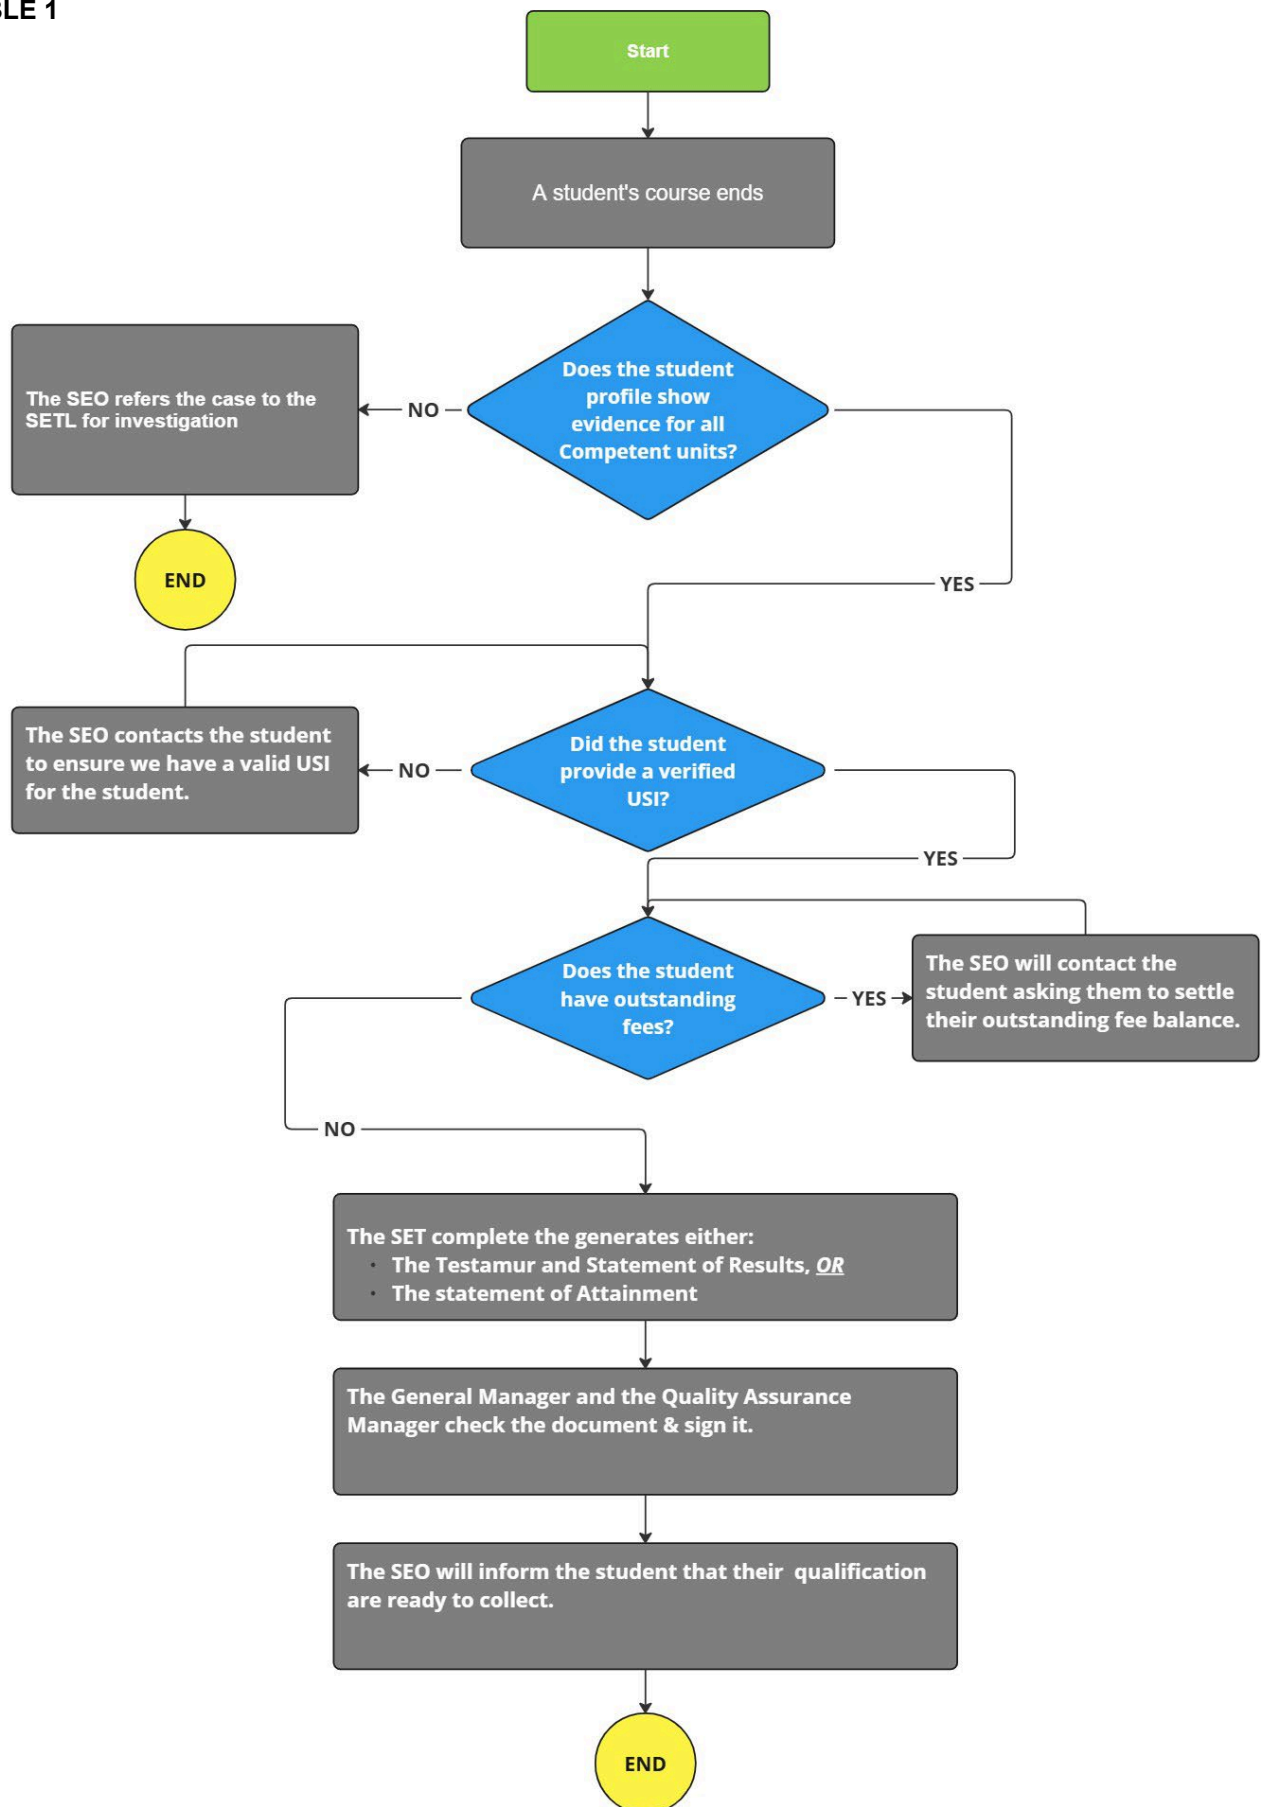 BLE 1
Start
A student's course ends
Does the student
profile show
evidence for all
Competent units?
NO
The SEO refers the case to the
SETL for investigation
END
YES
Did the student
provide a verified
USI?
NO
The SEO contacts the student
to ensure we have a valid USI
for the student.
YES
Does the student
have outstanding
fees?
YES
The SEO will contact the
student asking them to settle
their outstanding fee balance.
NO
The SET complete the generates either:
· The Testamur and Statement of Results, OR
· The statement of Attainment
The General Manager and the Quality Assurance
Manager check the document & sign it.
The SEO will inform the student that their qualification
are ready to collect.
END